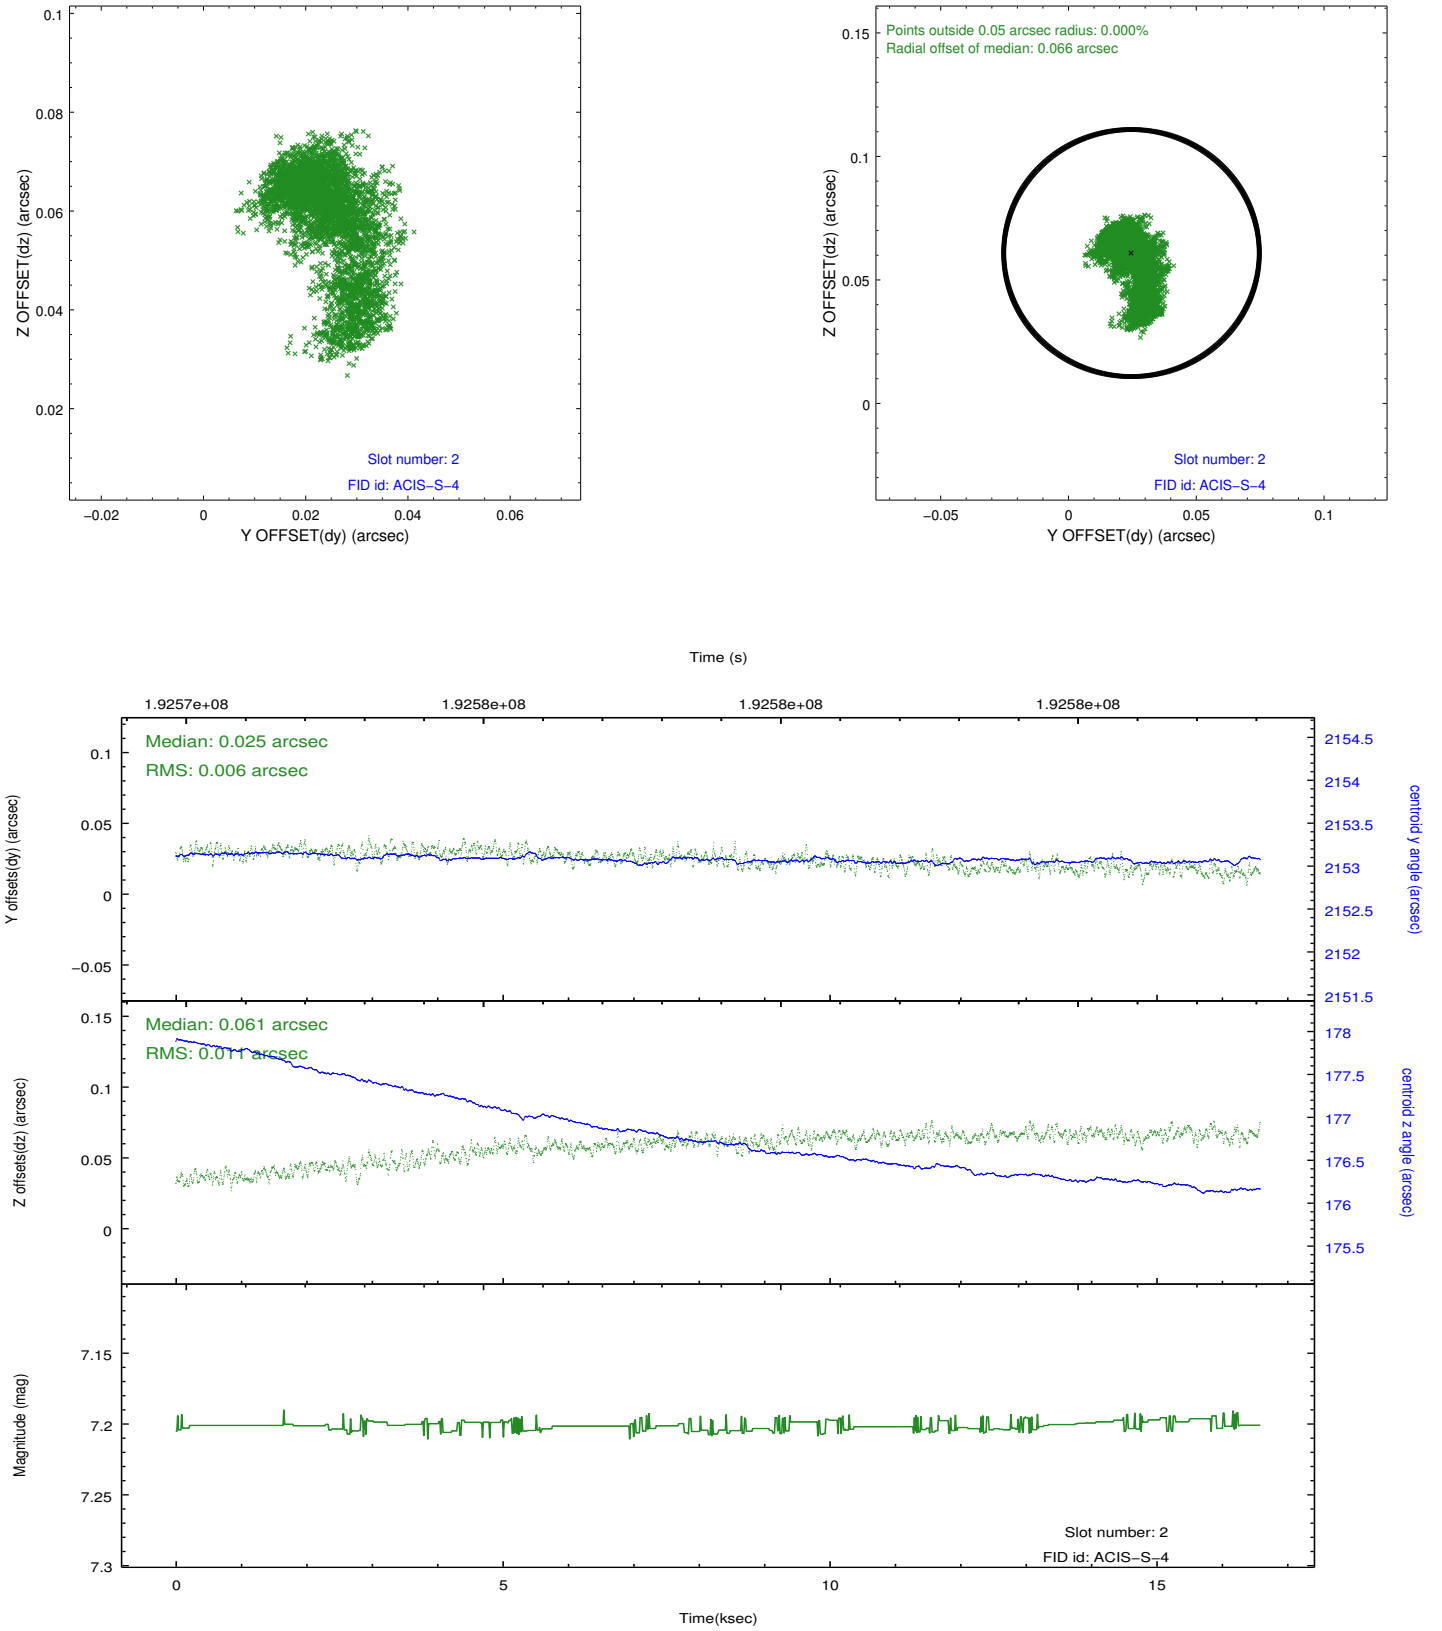 0.1
0.08
0.06
0.04
0.02
Z OFFSET(dz) (arcsec)
Slot number: 2
FID id: ACIS−S−4
−0.02 0 0.02 0.04 0.06
Y OFFSET(dy) (arcsec)
Points outside 0.05 arcsec radius: 0.000%
Radial offset of median: 0.066 arcsec
0.15
0.1
0.05
0
Z OFFSET(dz) (arcsec)
Slot number: 2
FID id: ACIS−S−4
−0.05 0 0.05 0.1
Y OFFSET(dy) (arcsec)
Time (s)
1.9257e+08 1.9258e+08 1.9258e+08 1.9258e+08
Median: 0.025 arcsec
RMS: 0.006 arcsec
0.1
0.05
0
−0.05
Y offsets(dy) (arcsec)
2154.5
2154
2153.5
2153
2152.5
2152
2151.5
centroid y angle (arcsec)
Median: 0.061 arcsec
RMS: 0.011 arcsec
0.15
0.1
0.05
0
Z offsets(dz) (arcsec)
178
177.5
177
176.5
176
175.5
centroid z angle (arcsec)
7.15
7.2
7.25
7.3
Magnitude (mag)
Slot number: 2
FID id: ACIS−S−4
0 5 10 15
Time(ksec)